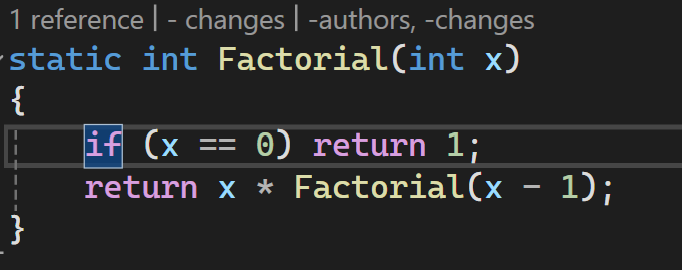 1 reference | - changes | -authors, -changes
static int Factorial(int x)
{
if (x == 0) return 1;
return x * Factorial(x - 1);
}